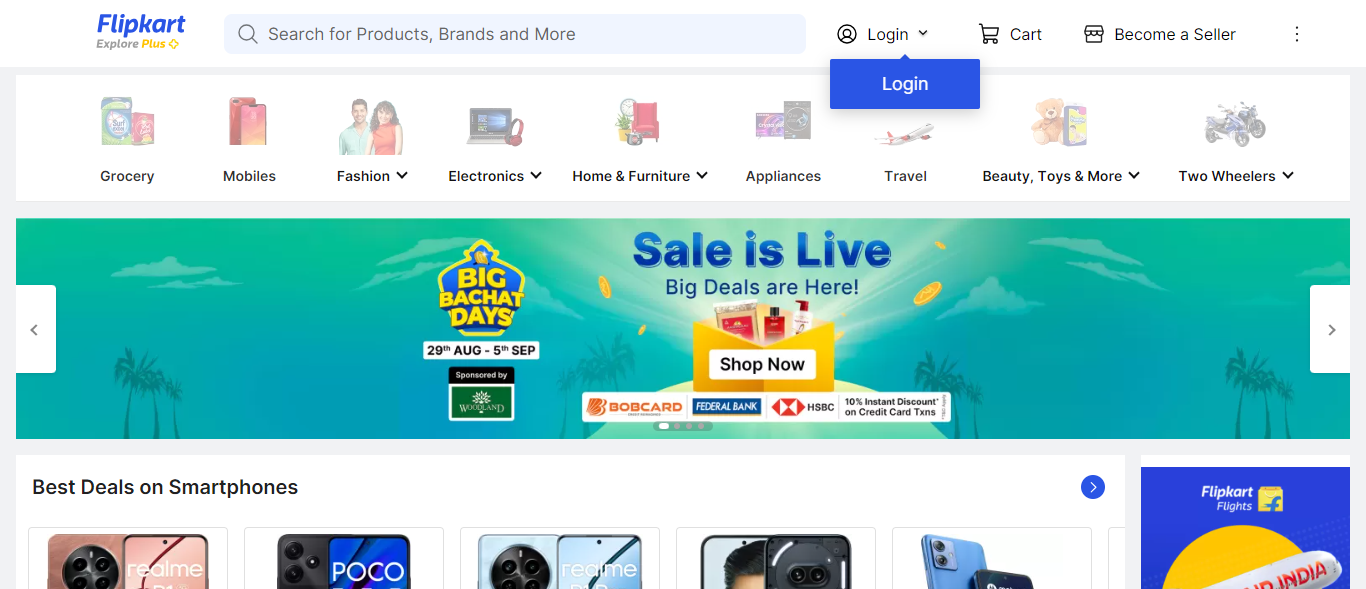 Flipkart
Explore Plus
Search for Products, Brands and More
Login
Cart
Become a Seller
Login
Grocery
Mobiles
Fashion
Electronics
Home & Furniture
Appliances
Travel
Beauty, Toys & More
Two Wheelers
BIG
BACHAT
DAYS
29th AUG - 5th SEP
Sponsored by
WOODLAND
Sale is Live
Big Deals are Here!
Shop Now
BOBCARD
FEDERAL BANK
HSBC
10% Instant Discount*
on Credit Card Txns
Best Deals on Smartphones
Flipkart
Flights
realme
POCO
realme
INDIA